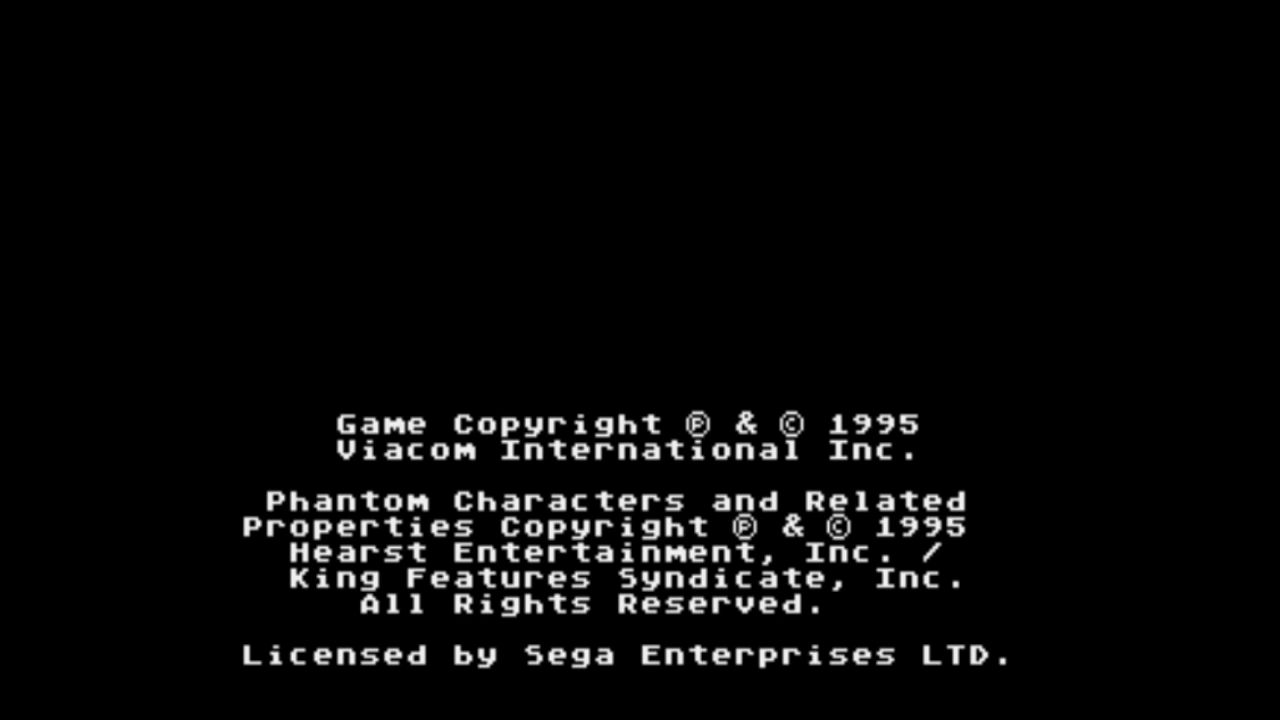 Game Copyright ℗ & © 1995
Viacom International Inc.
Phantom Characters and Related
Properties Copyright ℗ & © 1995
Hearst Entertainment, Inc. /
King Features Syndicate, Inc.
All Rights Reserved.
Licensed by Sega Enterprises LTD.